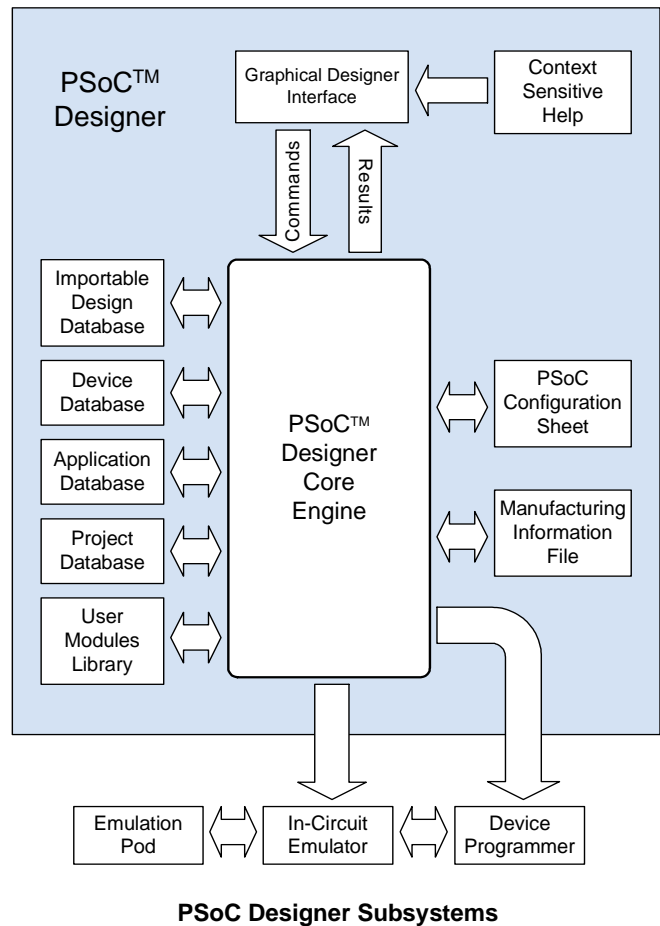 PSoC™
Designer
Graphical Designer
Interface
Context
Sensitive
Help
Commands
Results
Importable
Design
Database
Device
Database
Application
Database
Project
Database
User
Modules
Library
PSoC™
Designer
Core
Engine
PSoC
Configuration
Sheet
Manufacturing
Information
File
Emulation
Pod
In-Circuit
Emulator
Device
Programmer
PSoC Designer Subsystems